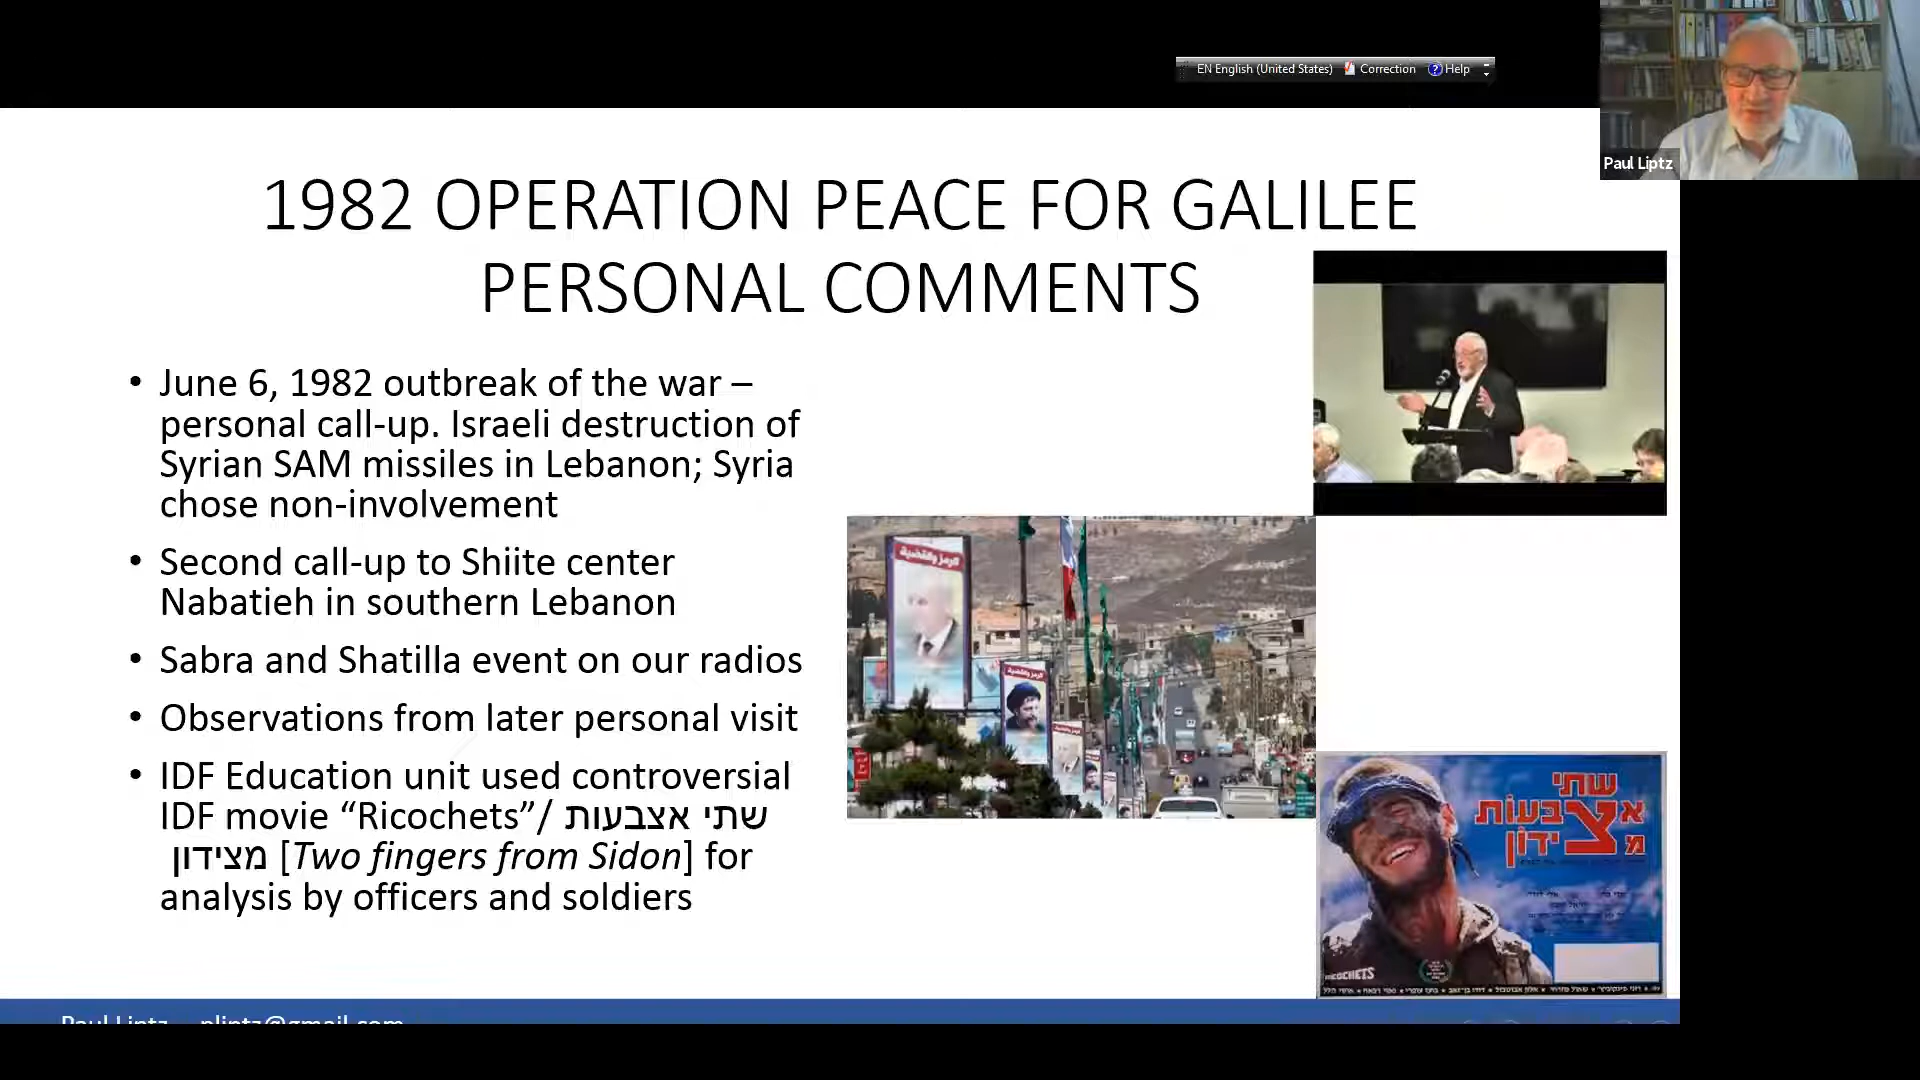 EN English (United States) Correction Help
Paul Liptz
1982 OPERATION PEACE FOR GALILEE
PERSONAL COMMENTS
• June 6, 1982 outbreak of the war –
personal call-up. Israeli destruction of
Syrian SAM missiles in Lebanon; Syria
chose non-involvement
• Second call-up to Shiite center
Nabatieh in southern Lebanon
• Sabra and Shatilla event on our radios
• Observations from later personal visit
• IDF Education unit used controversial
IDF movie “Ricochets”/ שתי אצבעות
מצידון [Two fingers from Sidon] for
analysis by officers and soldiers
الرمز والقضية
الرمز والقضية
שתי
אצבעות
מצידון
RICOCHETS
Paul Liptz pliptz@gmail.com